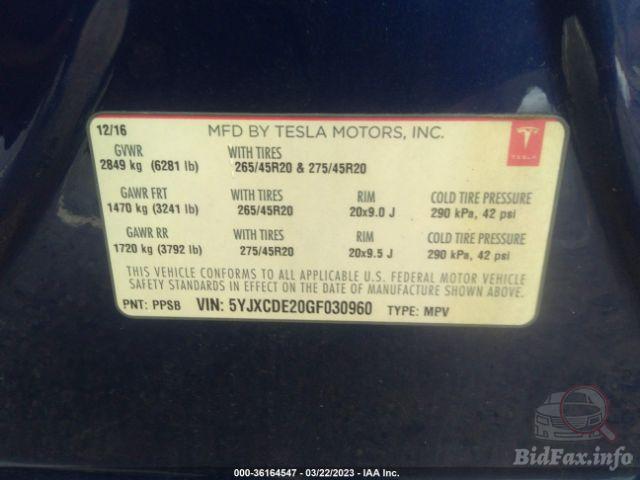 12/16 MFD BY TESLA MOTORS, INC.
TESLA
GVWR WITH TIRES
2849 kg (6281 lb) 265/45R20 & 275/45R20
GAWR FRT WITH TIRES RIM COLD TIRE PRESSURE
1470 kg (3241 lb) 265/45R20 20x9.0 J 290 kPa, 42 psi
GAWR RR WITH TIRES RIM COLD TIRE PRESSURE
1720 kg (3792 lb) 275/45R20 20x9.5 J 290 kPa, 42 psi
THIS VEHICLE CONFORMS TO ALL APPLICABLE U.S. FEDERAL MOTOR VEHICLE
SAFETY STANDARDS IN EFFECT ON THE DATE OF MANUFACTURE SHOWN ABOVE.
PNT: PPSB VIN: 5YJXCDE20GF030960 TYPE: MPV
BidFax.info
000-36164547 - 03/22/2023 - IAA Inc.